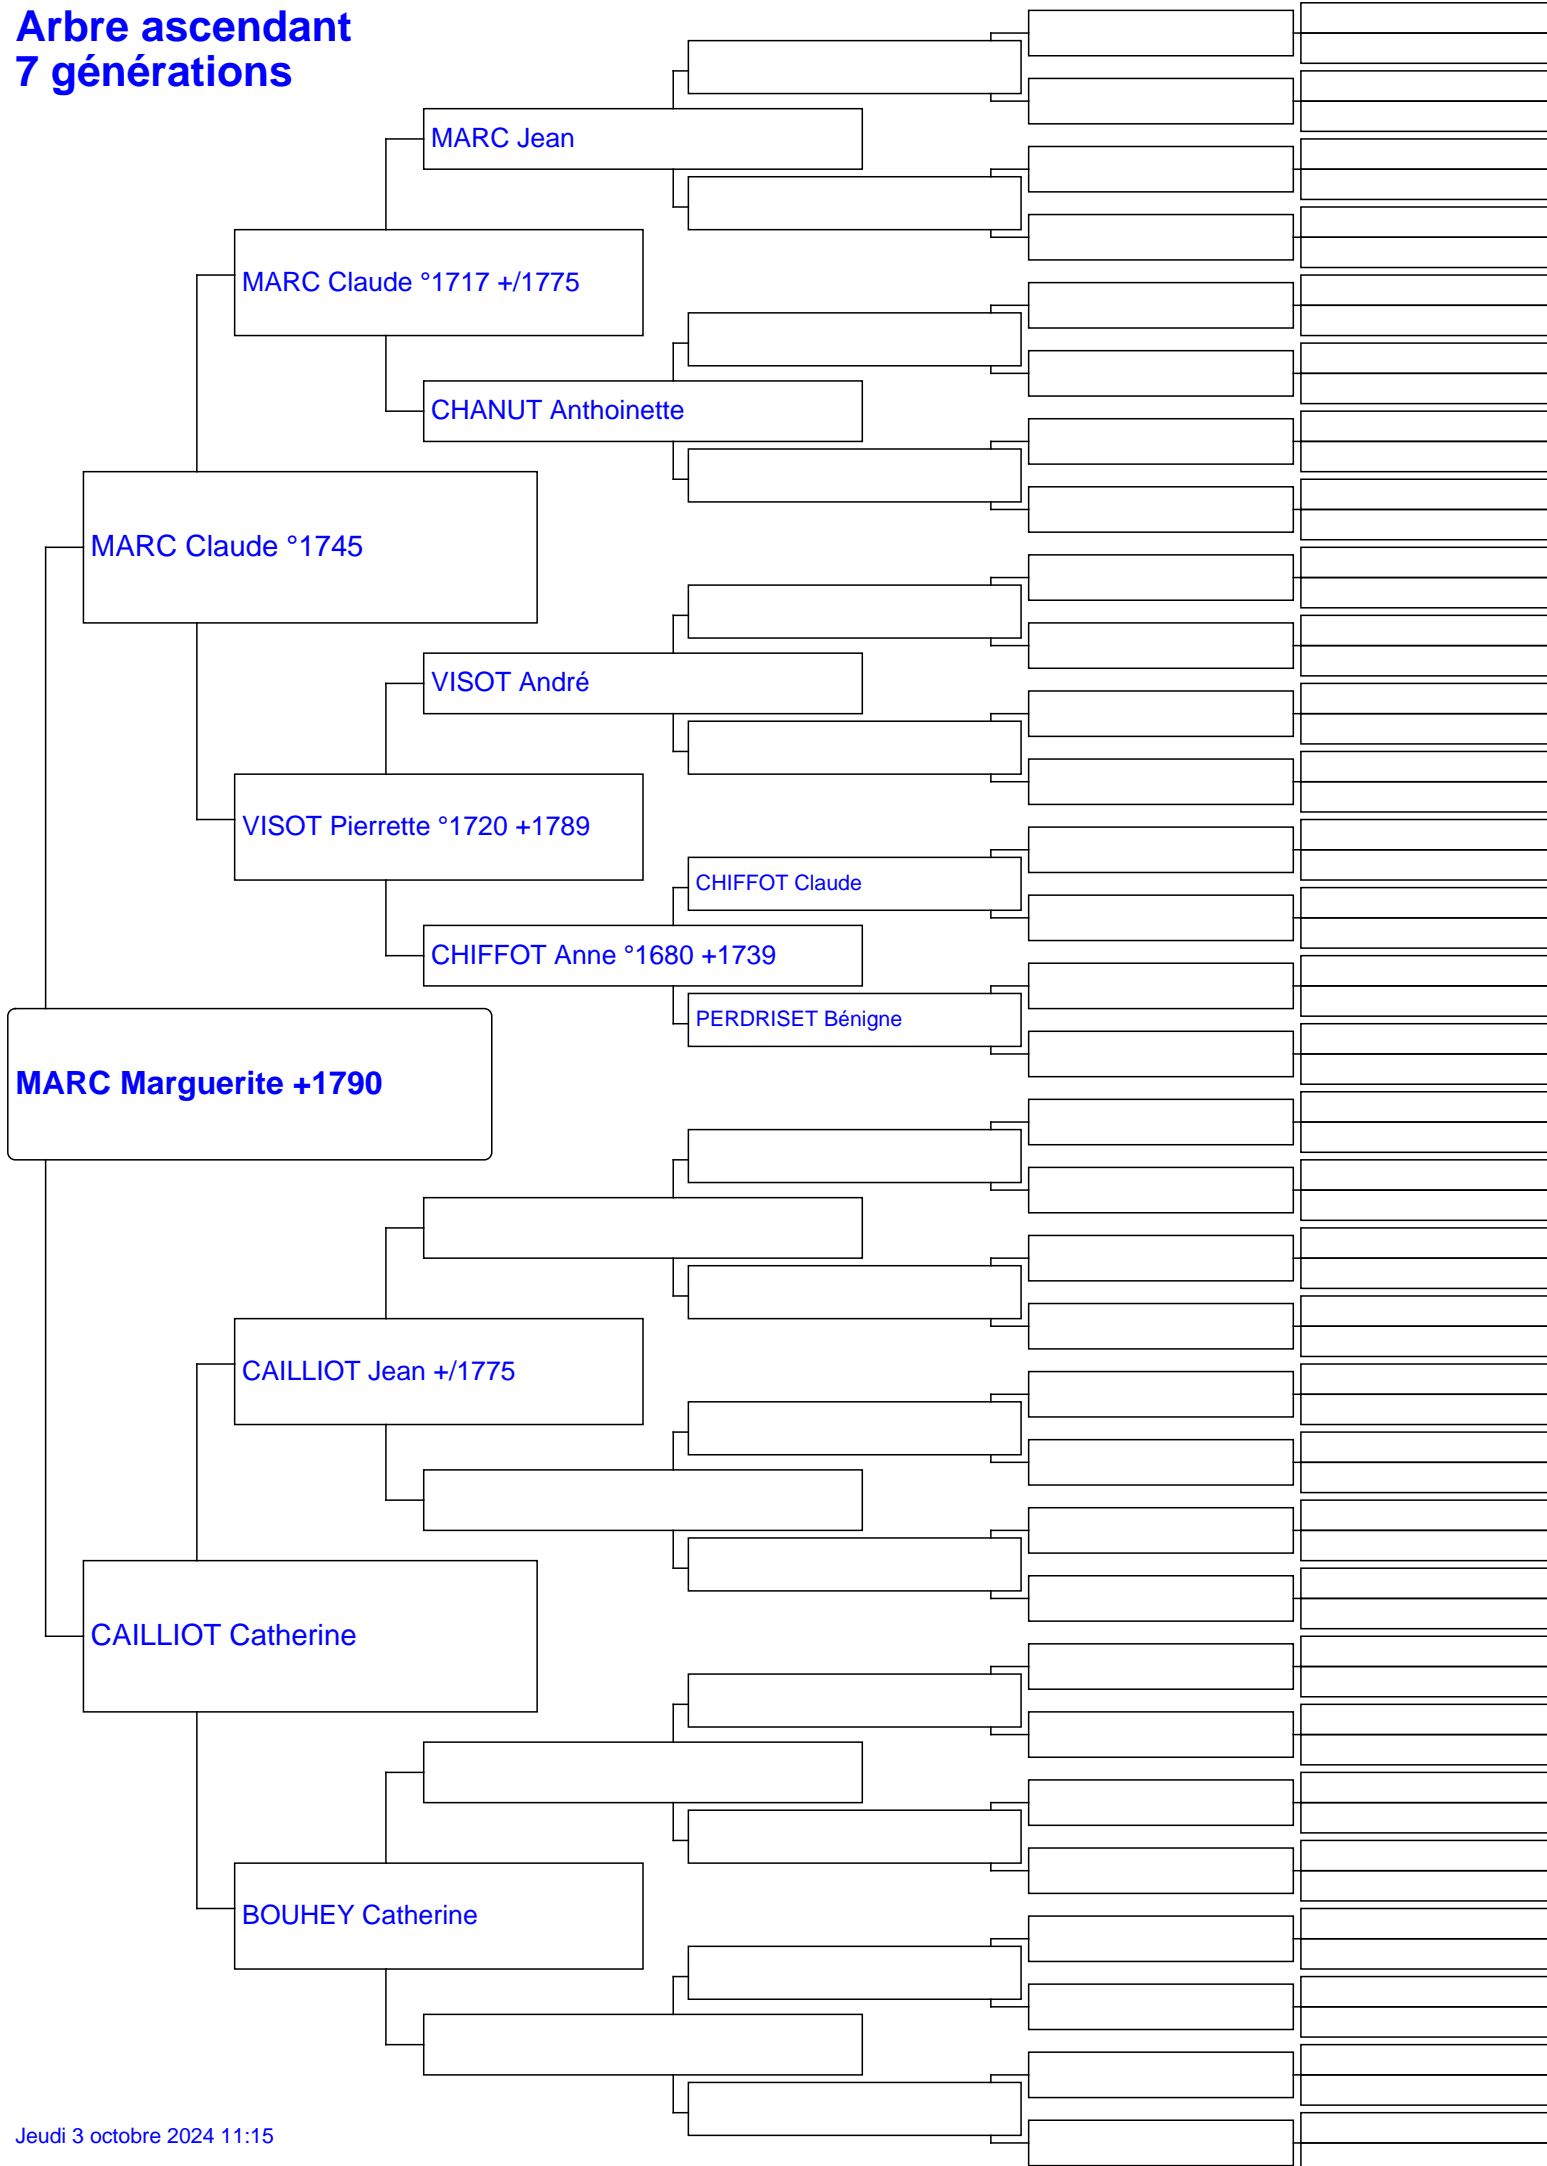 Arbre ascendant
7 générations
MARC Jean
MARC Claude °1717 +/1775
CHANUT Anthoinette
MARC Claude °1745
VISOT André
VISOT Pierrette °1720 +1789
CHIFFOT Claude
CHIFFOT Anne °1680 +1739
PERDRISET Bénigne
MARC Marguerite +1790
CAILLIOT Jean +/1775
CAILLIOT Catherine
BOUHEY Catherine
Jeudi 3 octobre 2024 11:15